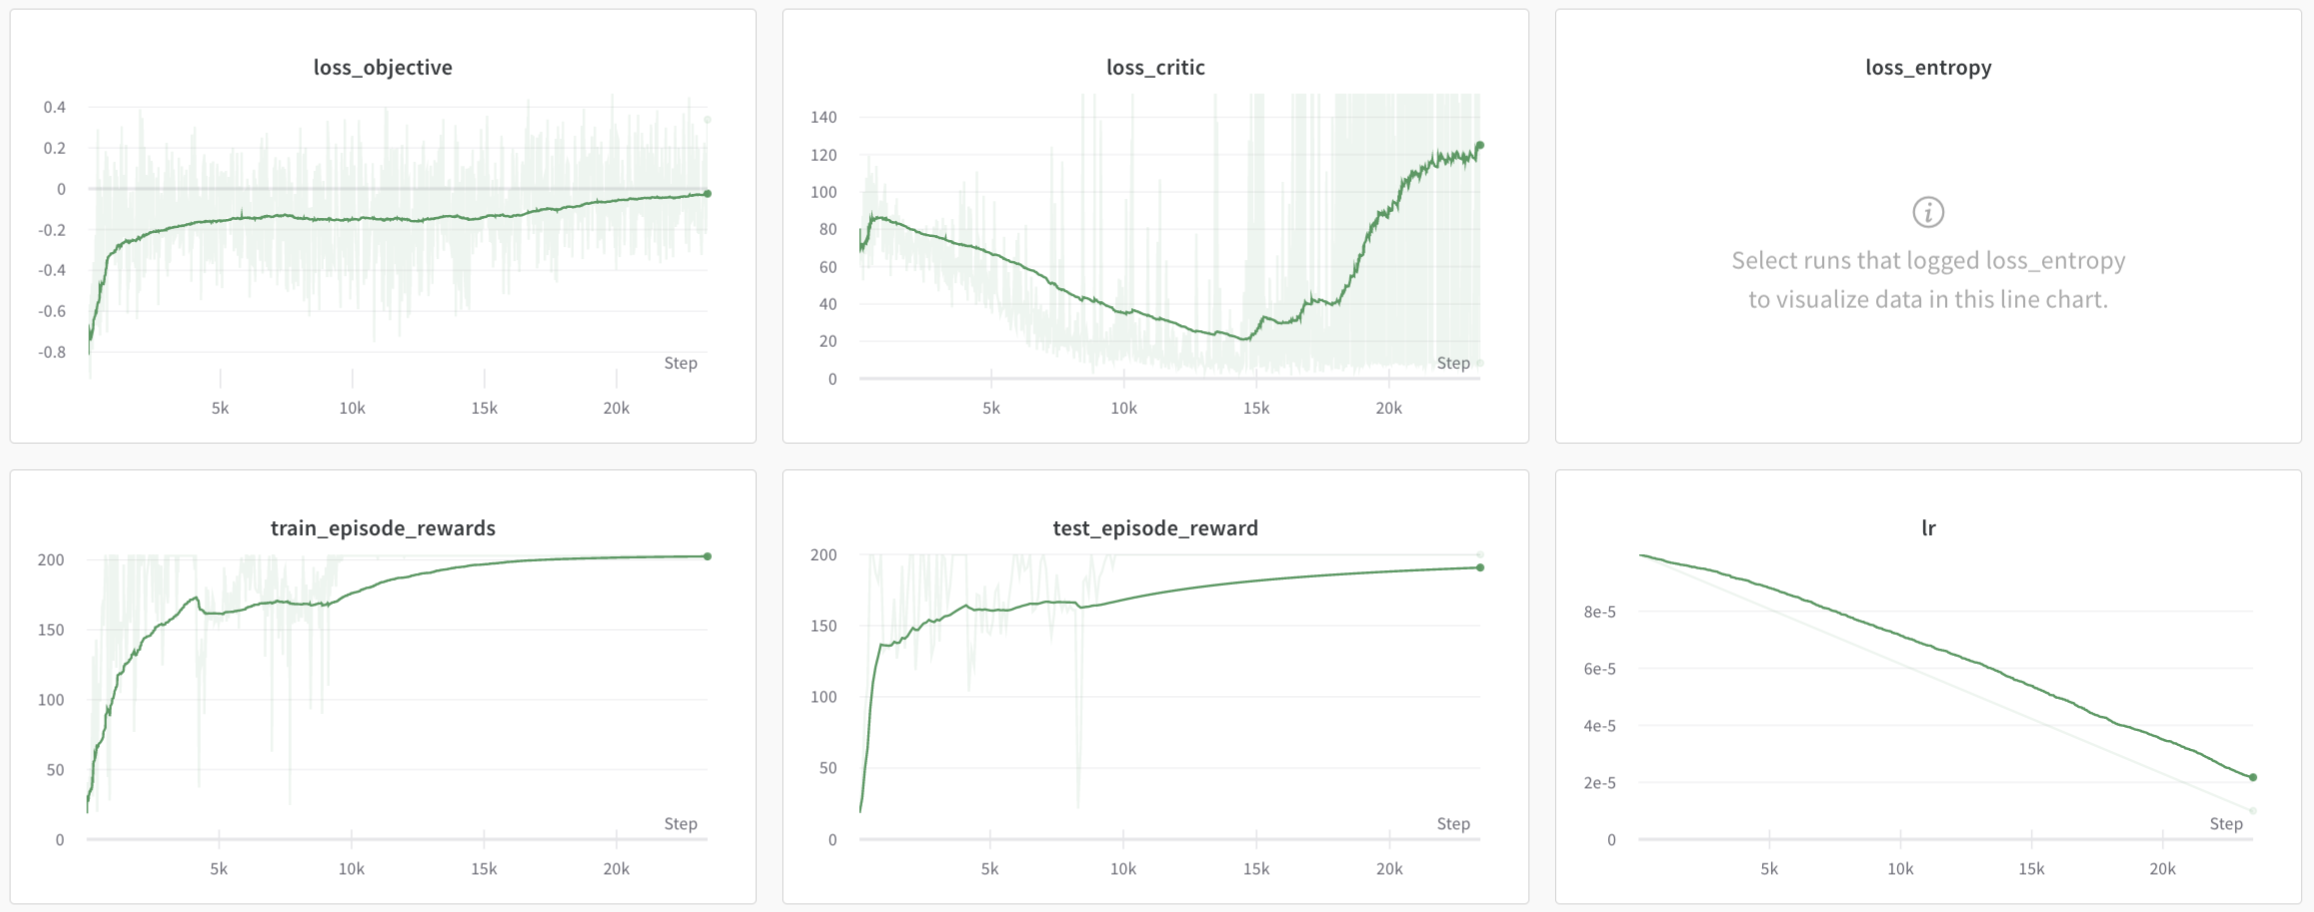 loss_objective
0.4
0.2
0
-0.2
-0.4
-0.6
-0.8
Step
5k
10k
15k
20k
loss_critic
140
120
100
80
60
40
20
0
Step
5k
10k
15k
20k
loss_entropy
Select runs that logged loss_entropy
to visualize data in this line chart.
train_episode_rewards
200
150
100
50
0
Step
5k
10k
15k
20k
test_episode_reward
200
150
100
50
0
Step
5k
10k
15k
20k
lr
8e-5
6e-5
4e-5
2e-5
0
Step
5k
10k
15k
20k